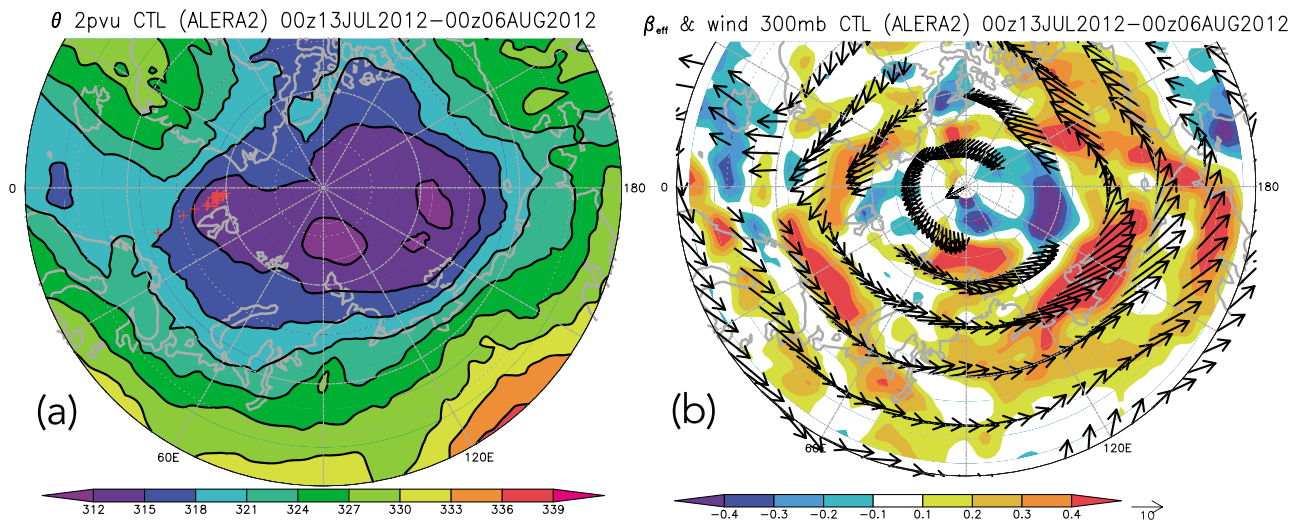 θ 2pvu CTL (ALERA2) 00z13JUL2012−00z06AUG2012
0
180
60E
120E
(a)
312 315 318 321 324 327 330 333 336 339
βeff & wind 300mb CTL (ALERA2) 00z13JUL2012−00z06AUG2012
0
180
60E
120E
(b)
−0.4 −0.3 −0.2 −0.1 0.1 0.2 0.3 0.4
10